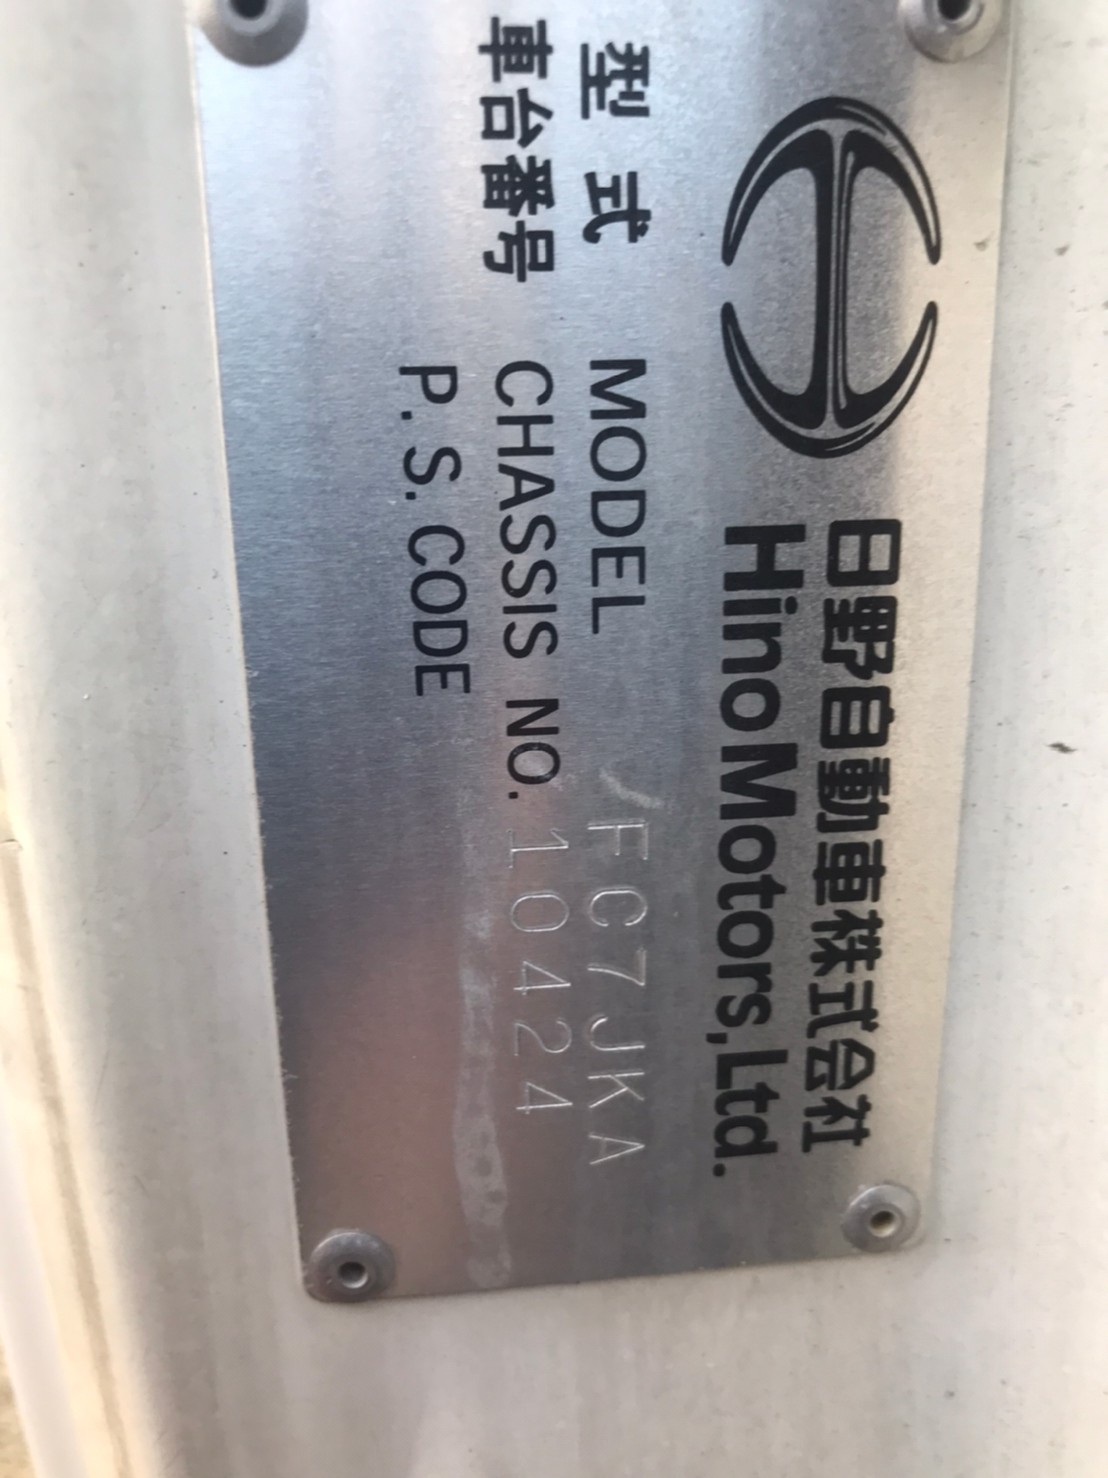 日野自動車株式会社
Hino Motors, Ltd.
型式 MODEL FC7JKA
車台番号 CHASSIS NO. 10424
P.S.CODE